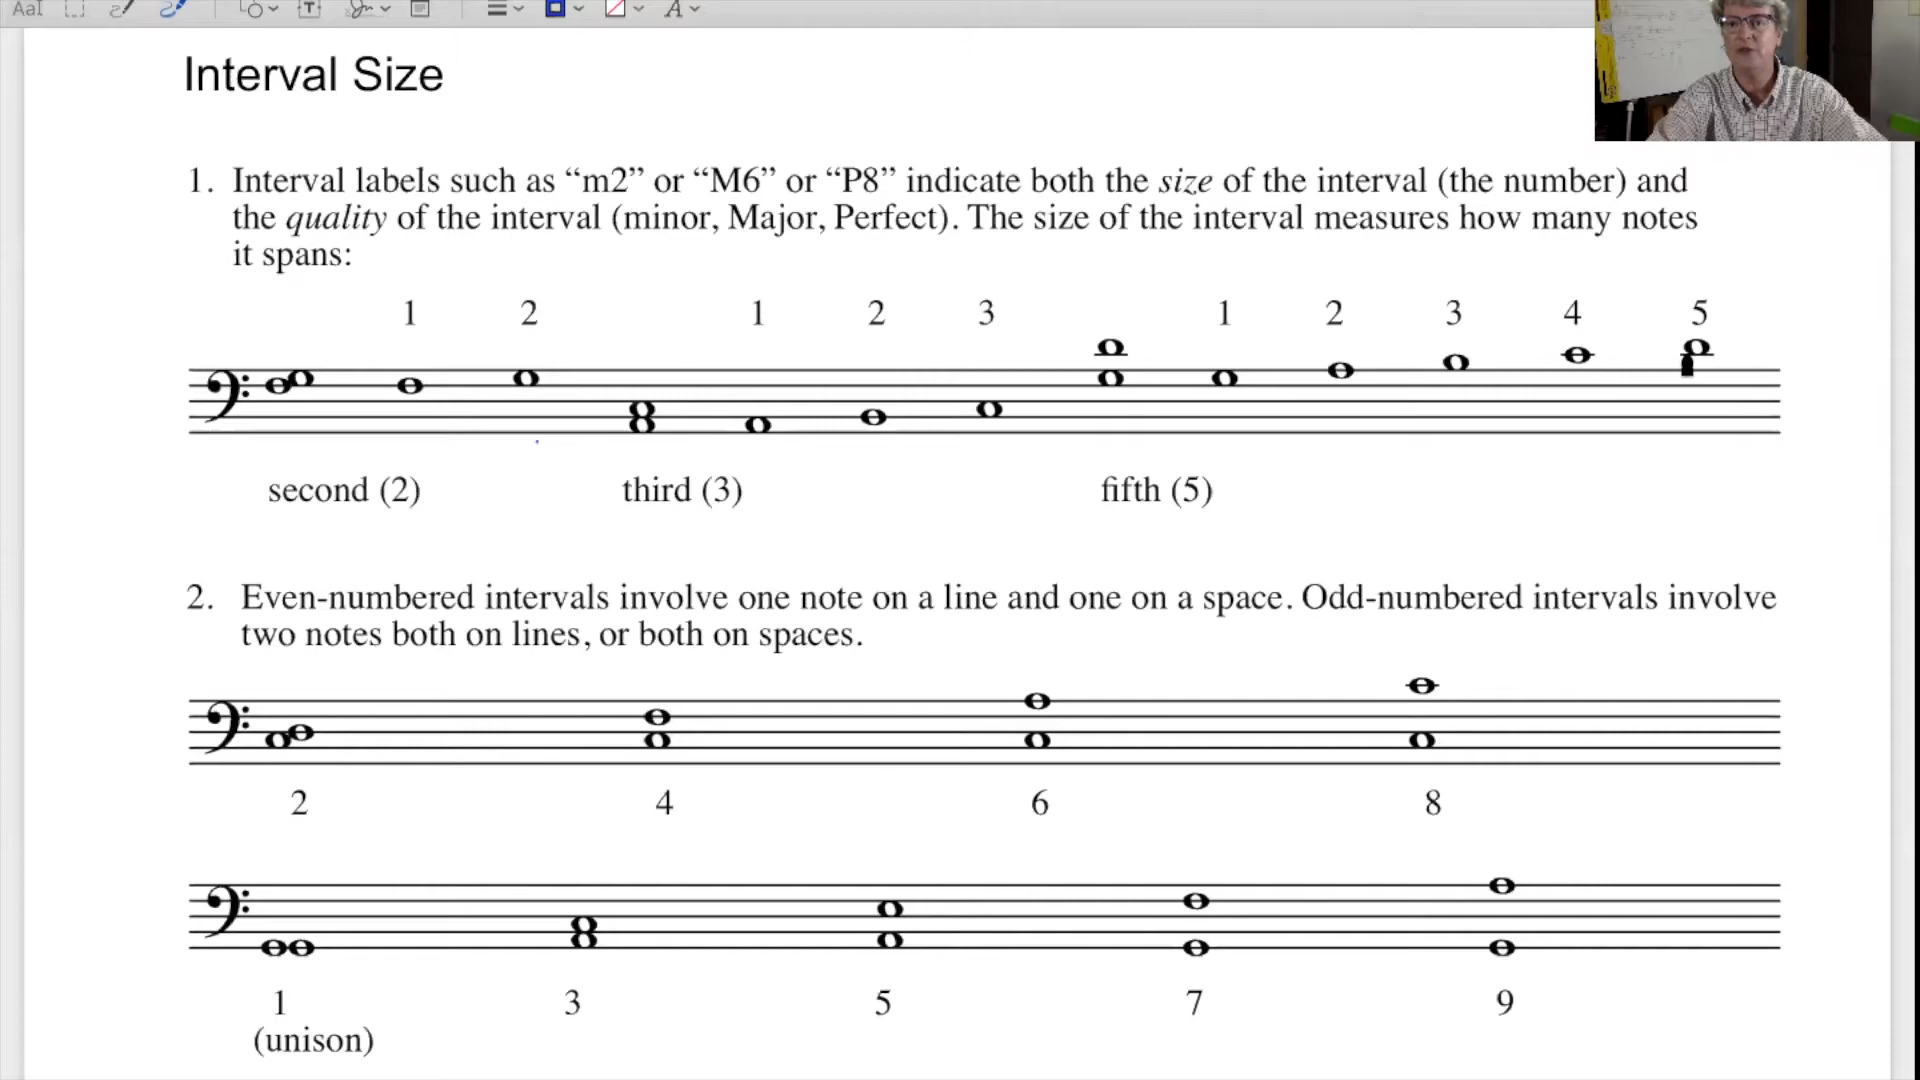 AaI T A
Interval Size
1. Interval labels such as “m2” or “M6” or “P8” indicate both the size of the interval (the number) and
the quality of the interval (minor, Major, Perfect). The size of the interval measures how many notes
it spans:
1 2 1 2 3 1 2 3 4 5
second (2) third (3) fifth (5)
2. Even-numbered intervals involve one note on a line and one on a space. Odd-numbered intervals involve
two notes both on lines, or both on spaces.
2 4 6 8
1 3 5 7 9
(unison)